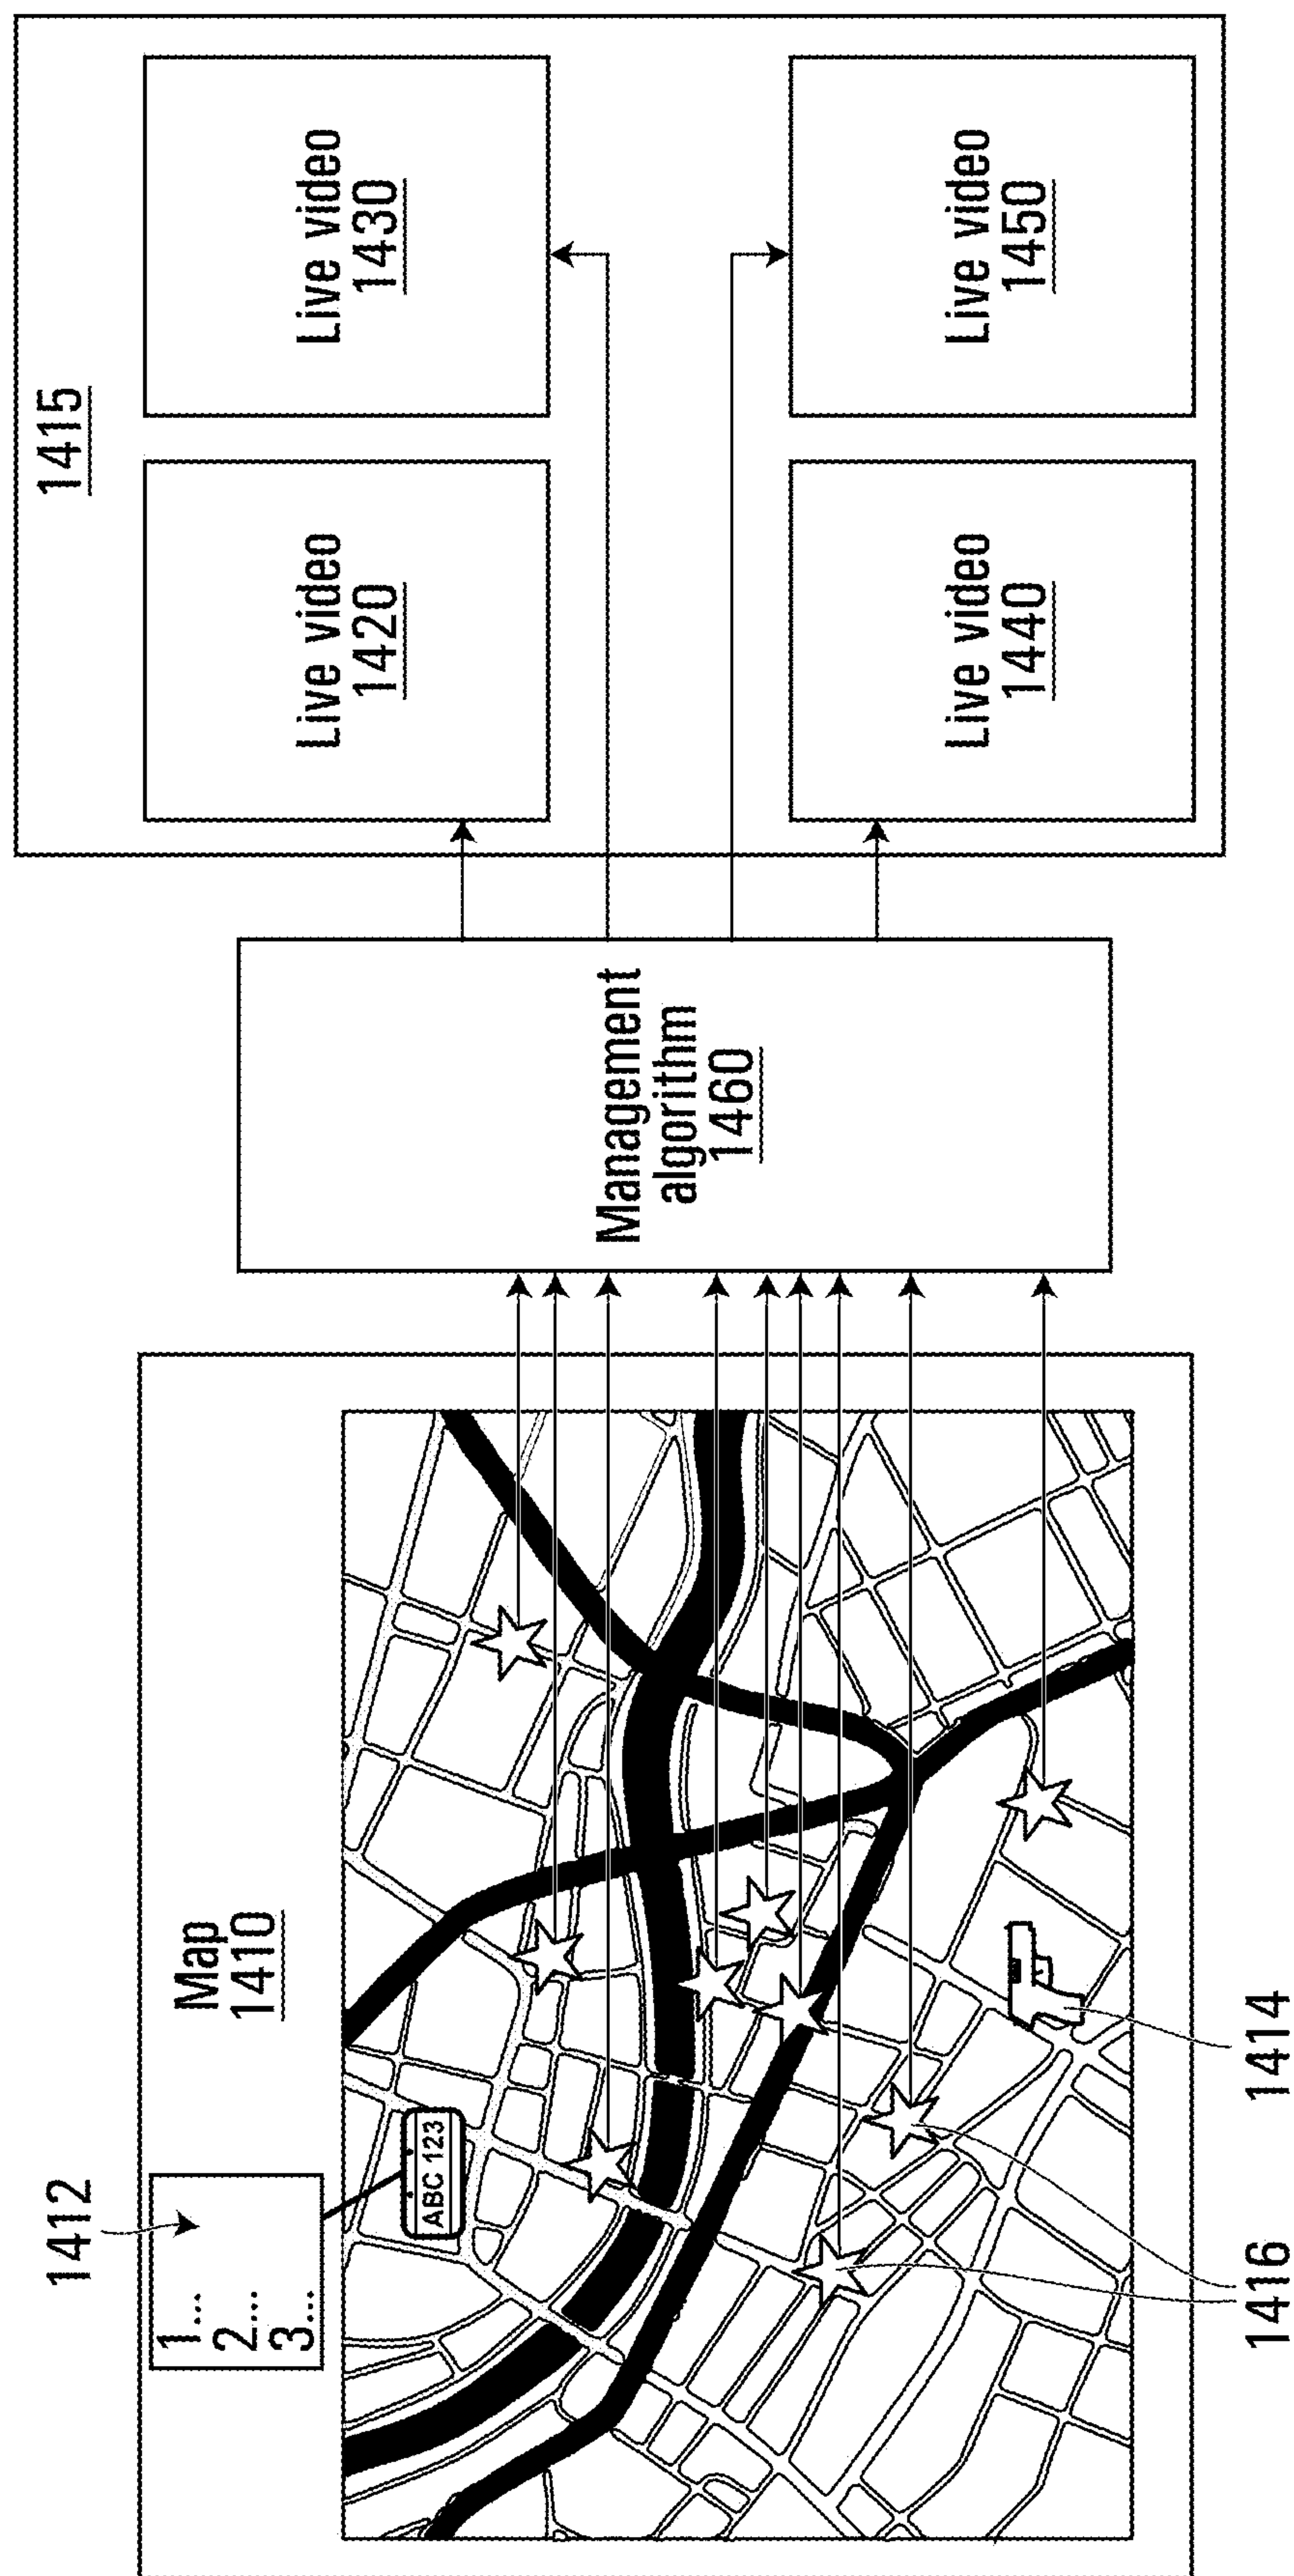 Map
1410
1412
1...
2...
3...
ABC 123
1414
1416
Management
algorithm
1460
1415
Live video
1420
Live video
1430
Live video
1440
Live video
1450